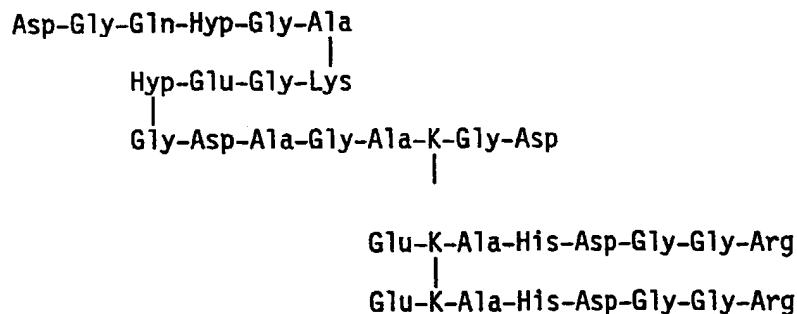 Asp-Gly-Gln-Hyp-Gly-Ala
Hyp-Glu-Gly-Lys
Gly-Asp-Ala-Gly-Ala-K-Gly-Asp
Glu-K-Ala-His-Asp-Gly-Gly-Arg
Glu-K-Ala-His-Asp-Gly-Gly-Arg